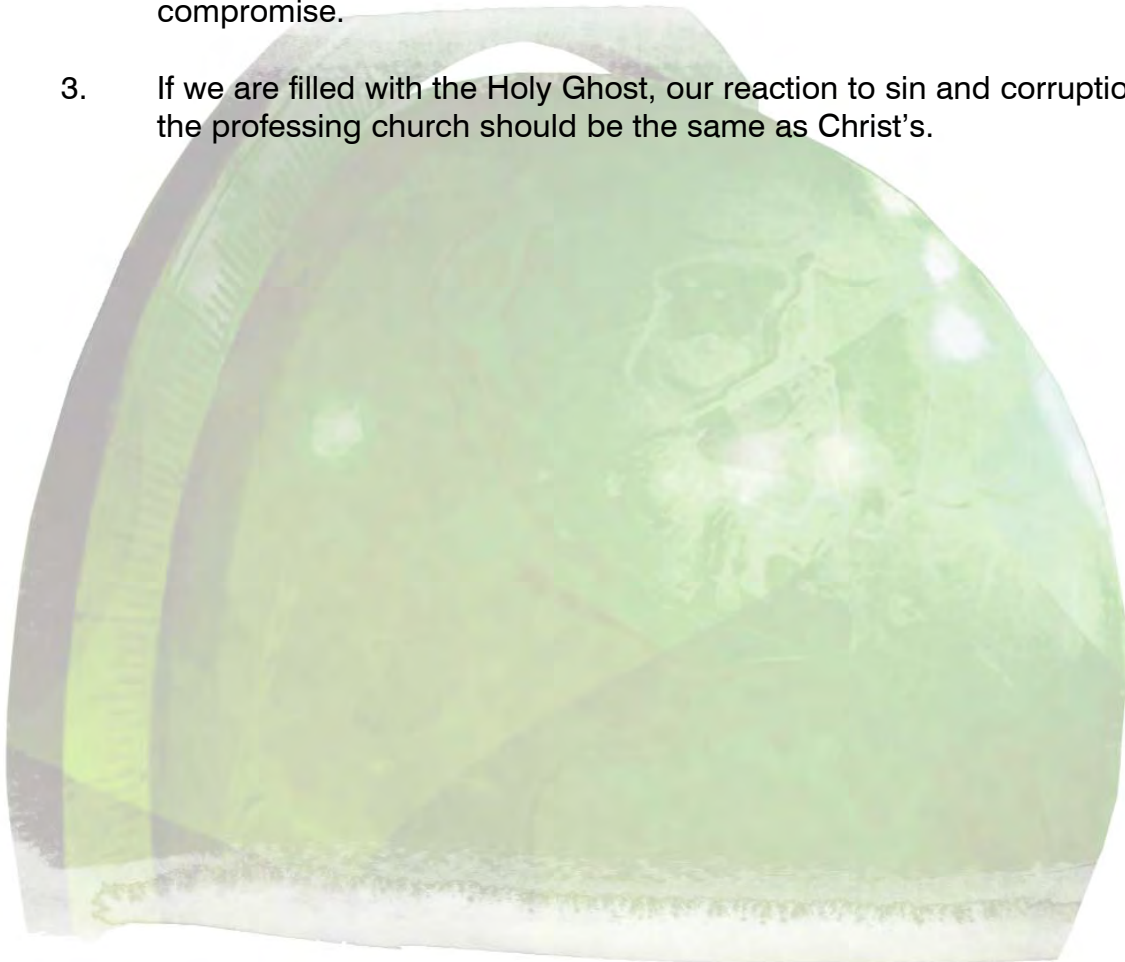 compromise.
3. If we are filled with the Holy Ghost, our reaction to sin and corruptio
the professing church should be the same as Christ's.